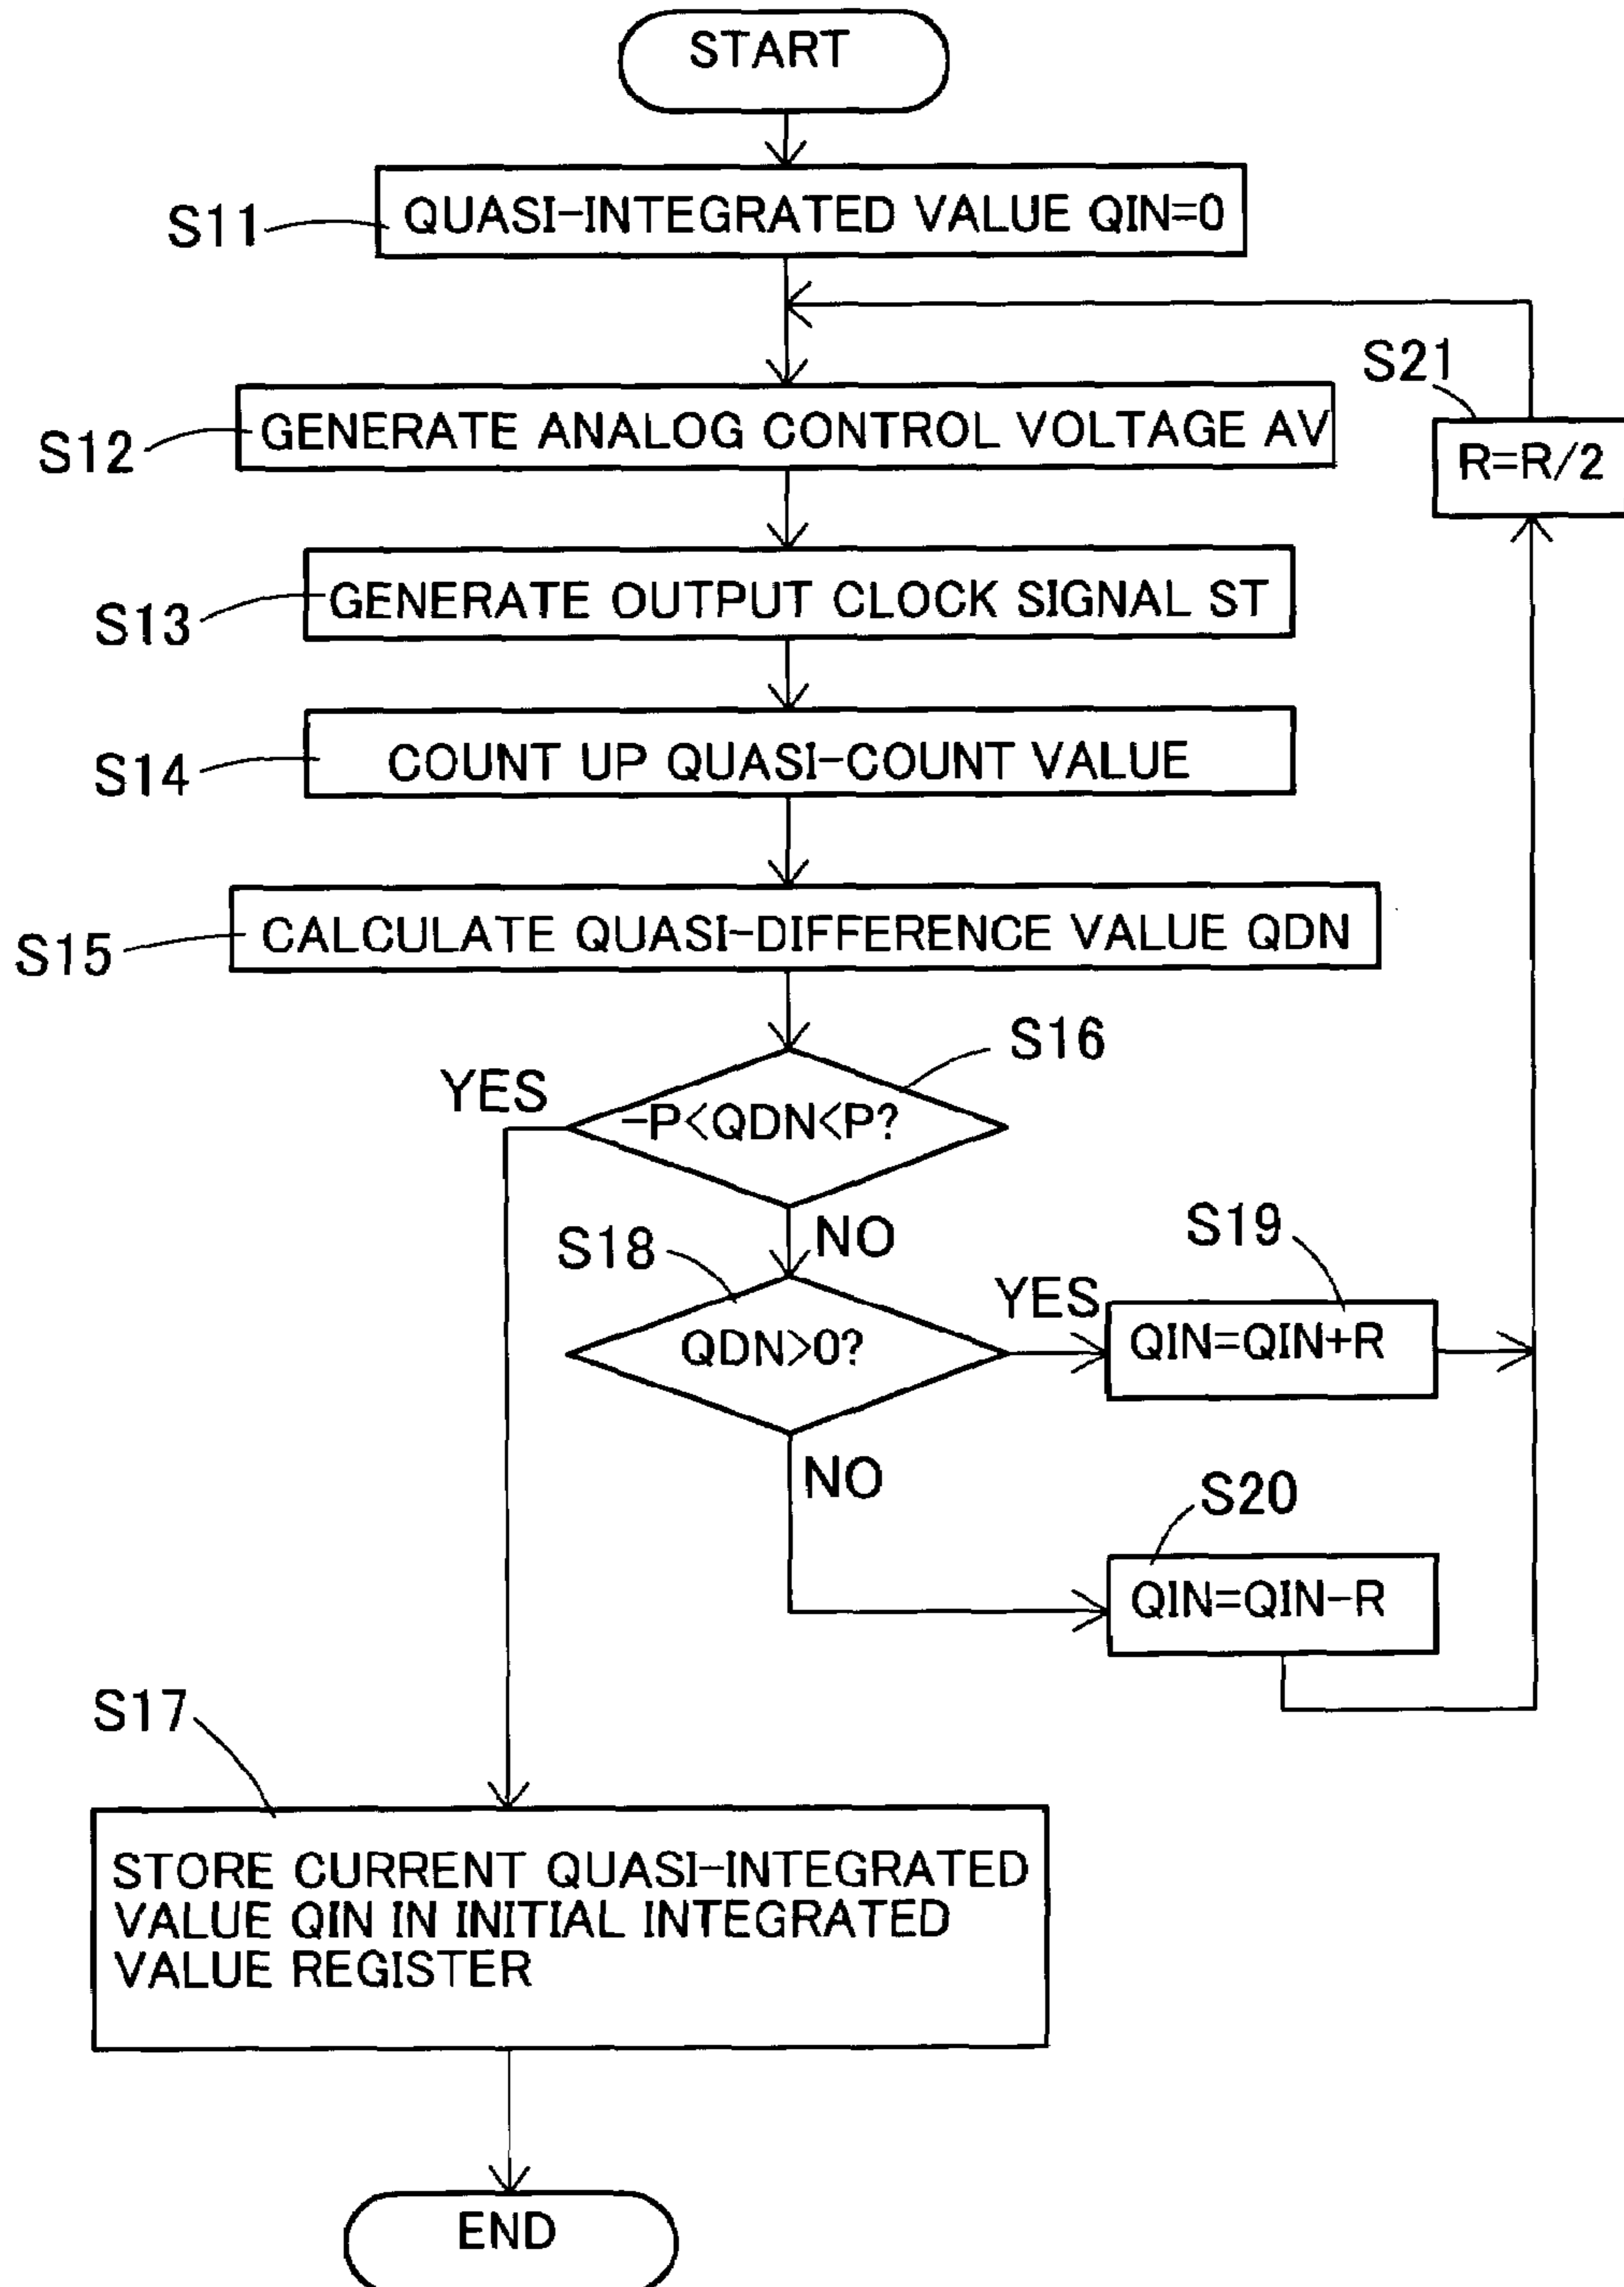 START
S11
QUASI-INTEGRATED VALUE QIN=0
S21
R=R/2
S12
GENERATE ANALOG CONTROL VOLTAGE AV
S13
GENERATE OUTPUT CLOCK SIGNAL ST
S14
COUNT UP QUASI-COUNT VALUE
S15
CALCULATE QUASI-DIFFERENCE VALUE QDN
S16
YES
-P<QDN<P?
NO
S18
QDN>0?
YES
S19
QIN=QIN+R
NO
S20
QIN=QIN-R
S17
STORE CURRENT QUASI-INTEGRATED
VALUE QIN IN INITIAL INTEGRATED
VALUE REGISTER
END